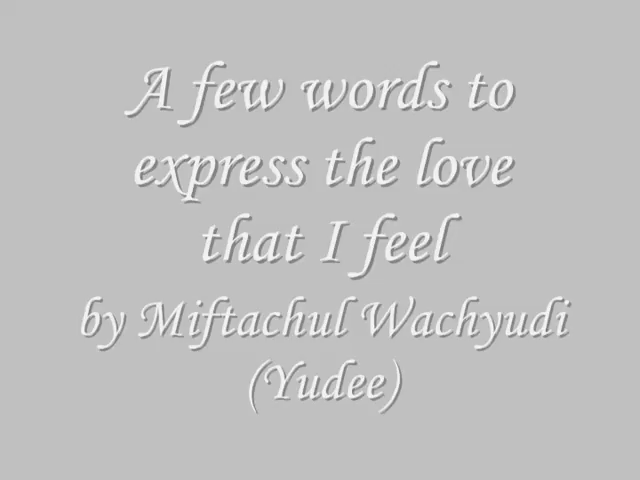 A few words to
express the love
that I feel
by Miftachul Wachyudi
(Yudee)